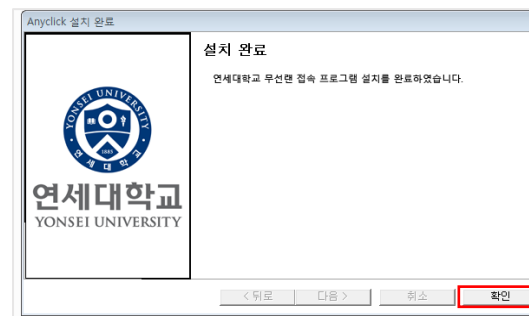 Anyclick 설치 완료
설치 완료
연세대학교 무선랜 접속 프로그램 설치를 완료하였습니다.
YONSEI UNIVERSITY
1885
연세대학교
연세대학교
YONSEI UNIVERSITY
< 뒤로
다음 >
취소
확인